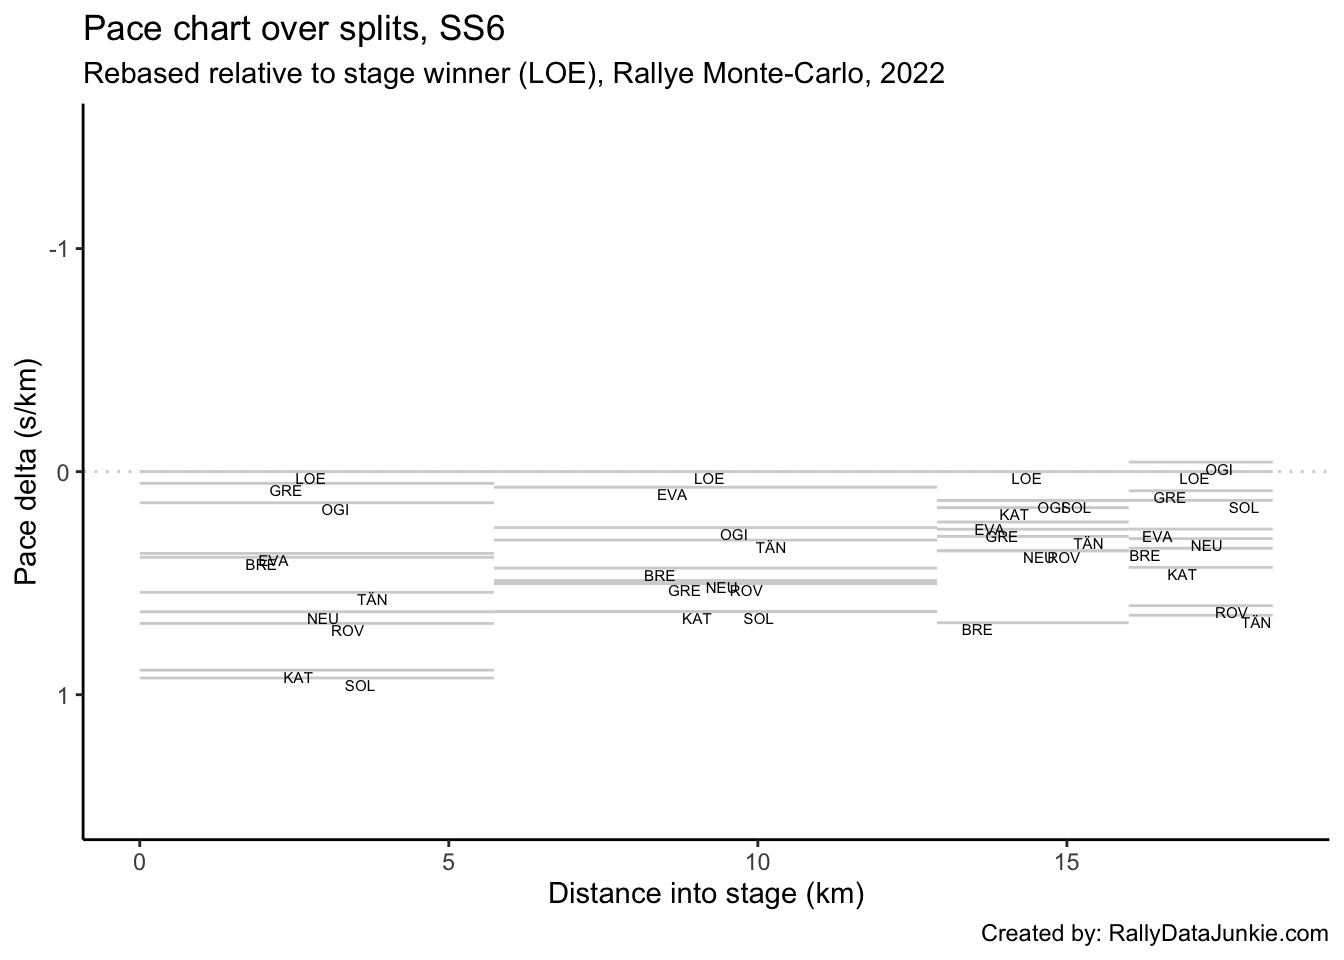 Pace chart over splits, SS6
Rebased relative to stage winner (LOE), Rallye Monte-Carlo, 2022
Pace delta (s/km)
-1
0
1
LOE
GRE
OGI
EVA
BRE
TÄN
NEU
ROV
KAT
SOL
LOE
EVA
OGI
TÄN
BRE
NEU
GRE
ROV
KAT
SOL
LOE
OGI
SOL
KAT
EVA
GRE
TÄN
NEU
ROV
BRE
OGI
LOE
GRE
SOL
EVA
NEU
BRE
KAT
ROV
TÄN
0 5 10 15
Distance into stage (km)
Created by: RallyDataJunkie.com